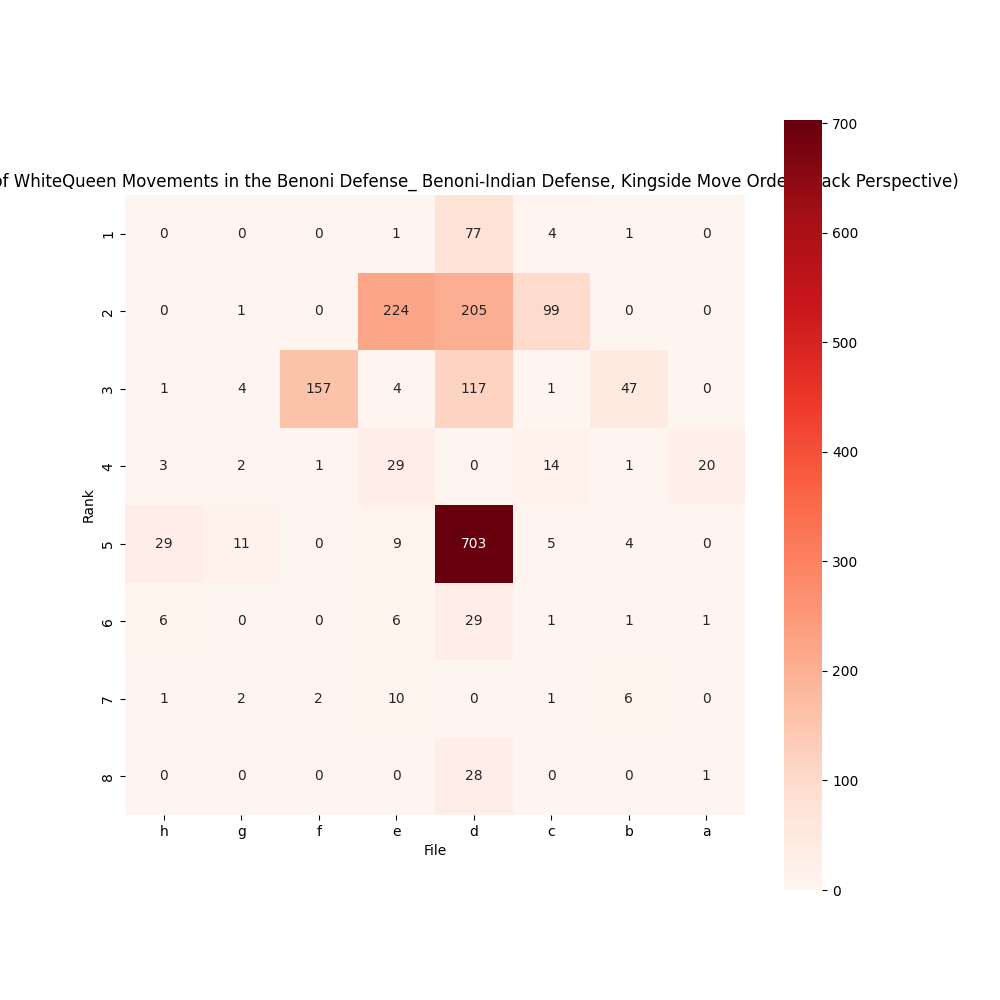 of WhiteQueen Movements in the Benoni Defense_ Benoni-Indian Defense, Kingside Move Orde ack Perspective)
1 0 0 0 1 77 4 1 0
2 0 1 0 224 205 99 0 0
3 1 4 157 4 117 1 47 0
4 3 2 1 29 0 14 1 20
5 29 11 0 9 703 5 4 0
6 6 0 0 6 29 1 1 1
7 1 2 2 10 0 1 6 0
8 0 0 0 0 28 0 0 1
h g f e d c b a
File
Rank
700
600
500
400
300
200
100
0